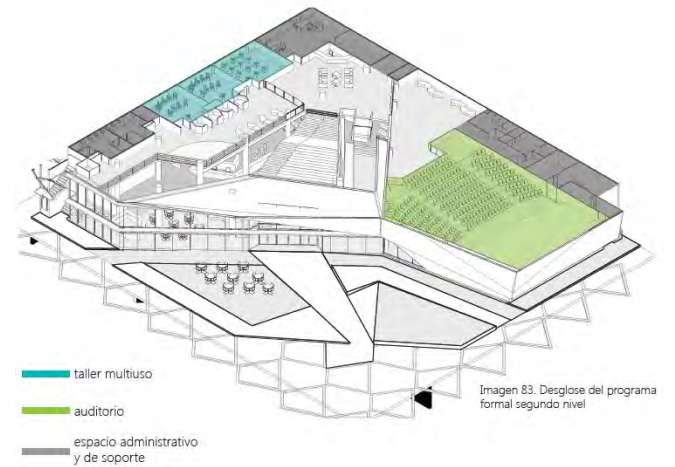 taller multiuso
auditorio
espacio administrativo
y de soporte
Imagen 83. Desglose del programa
formal segundo nivel